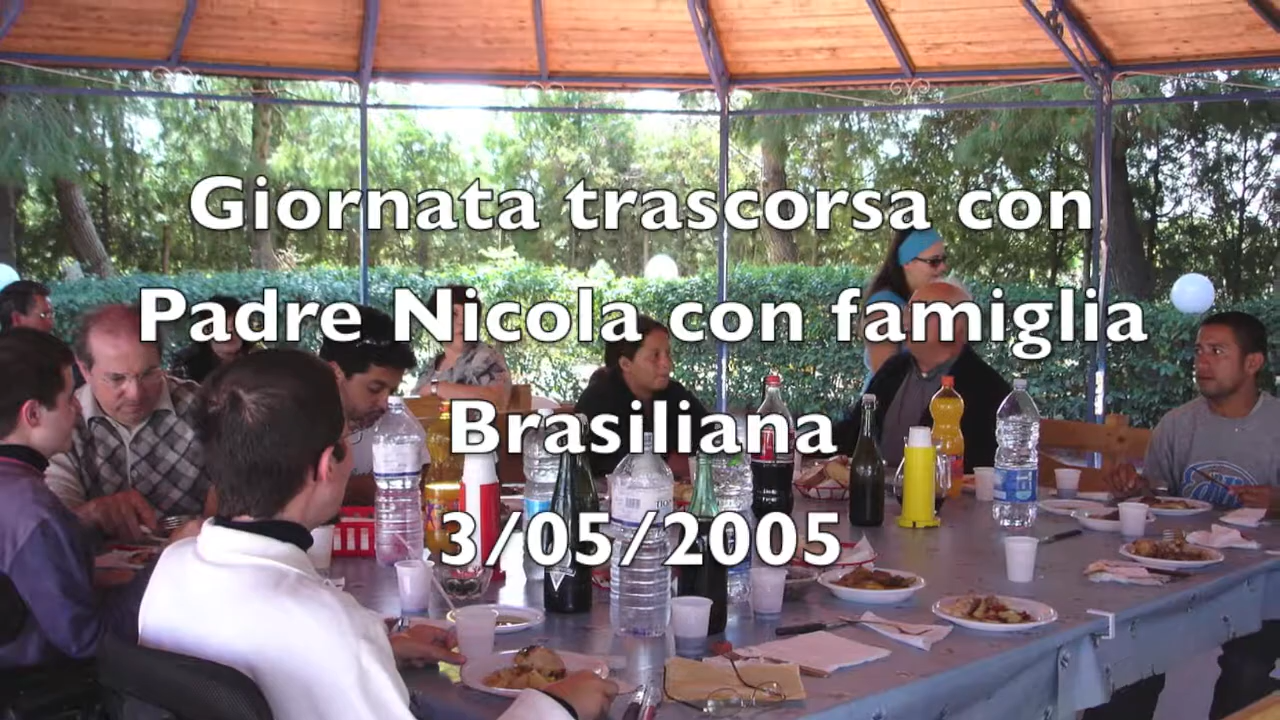 Giornata trascorsa con
Padre Nicola con famiglia
Brasiliana
3/05/2005